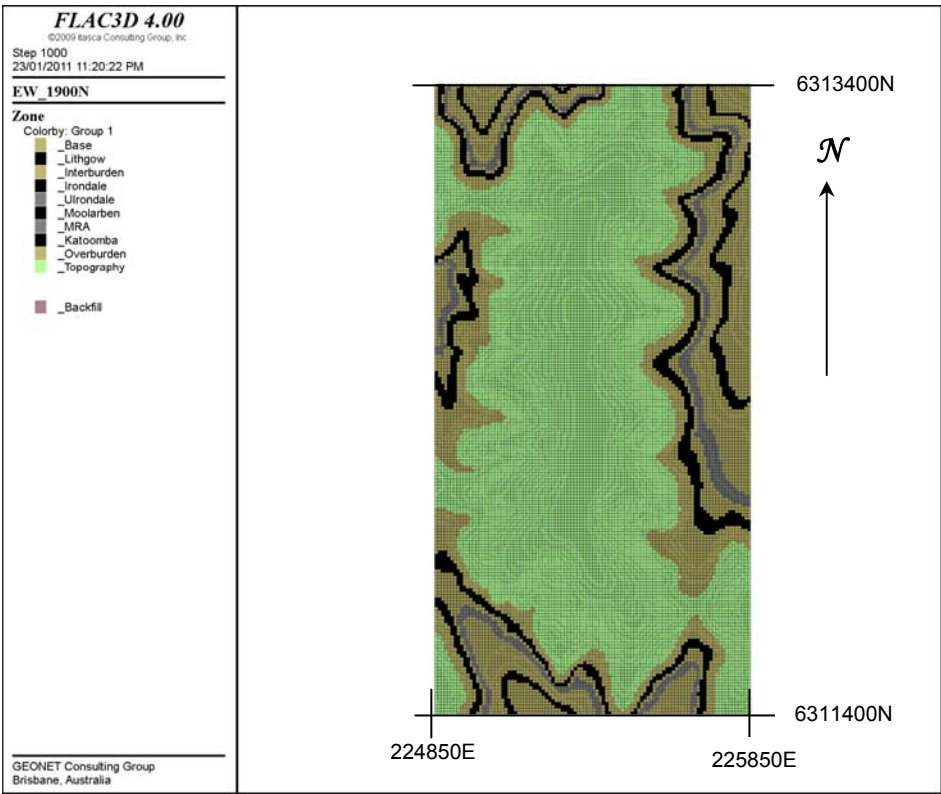 FLAC3D 4.00
©2009 Itasca Consulting Group, Inc.
Step 1000
23/01/2011 11:20:22 PM
EW_1900N
Zone
Colorby: Group 1
_Base
_Lithgow
_Interburden
_Irondale
_UIrondale
_Moolarben
_MRA
_Katoomba
_Overburden
_Topography
_Backfill
GEONET Consulting Group
Brisbane, Australia
6313400N
N
6311400N
224850E
225850E